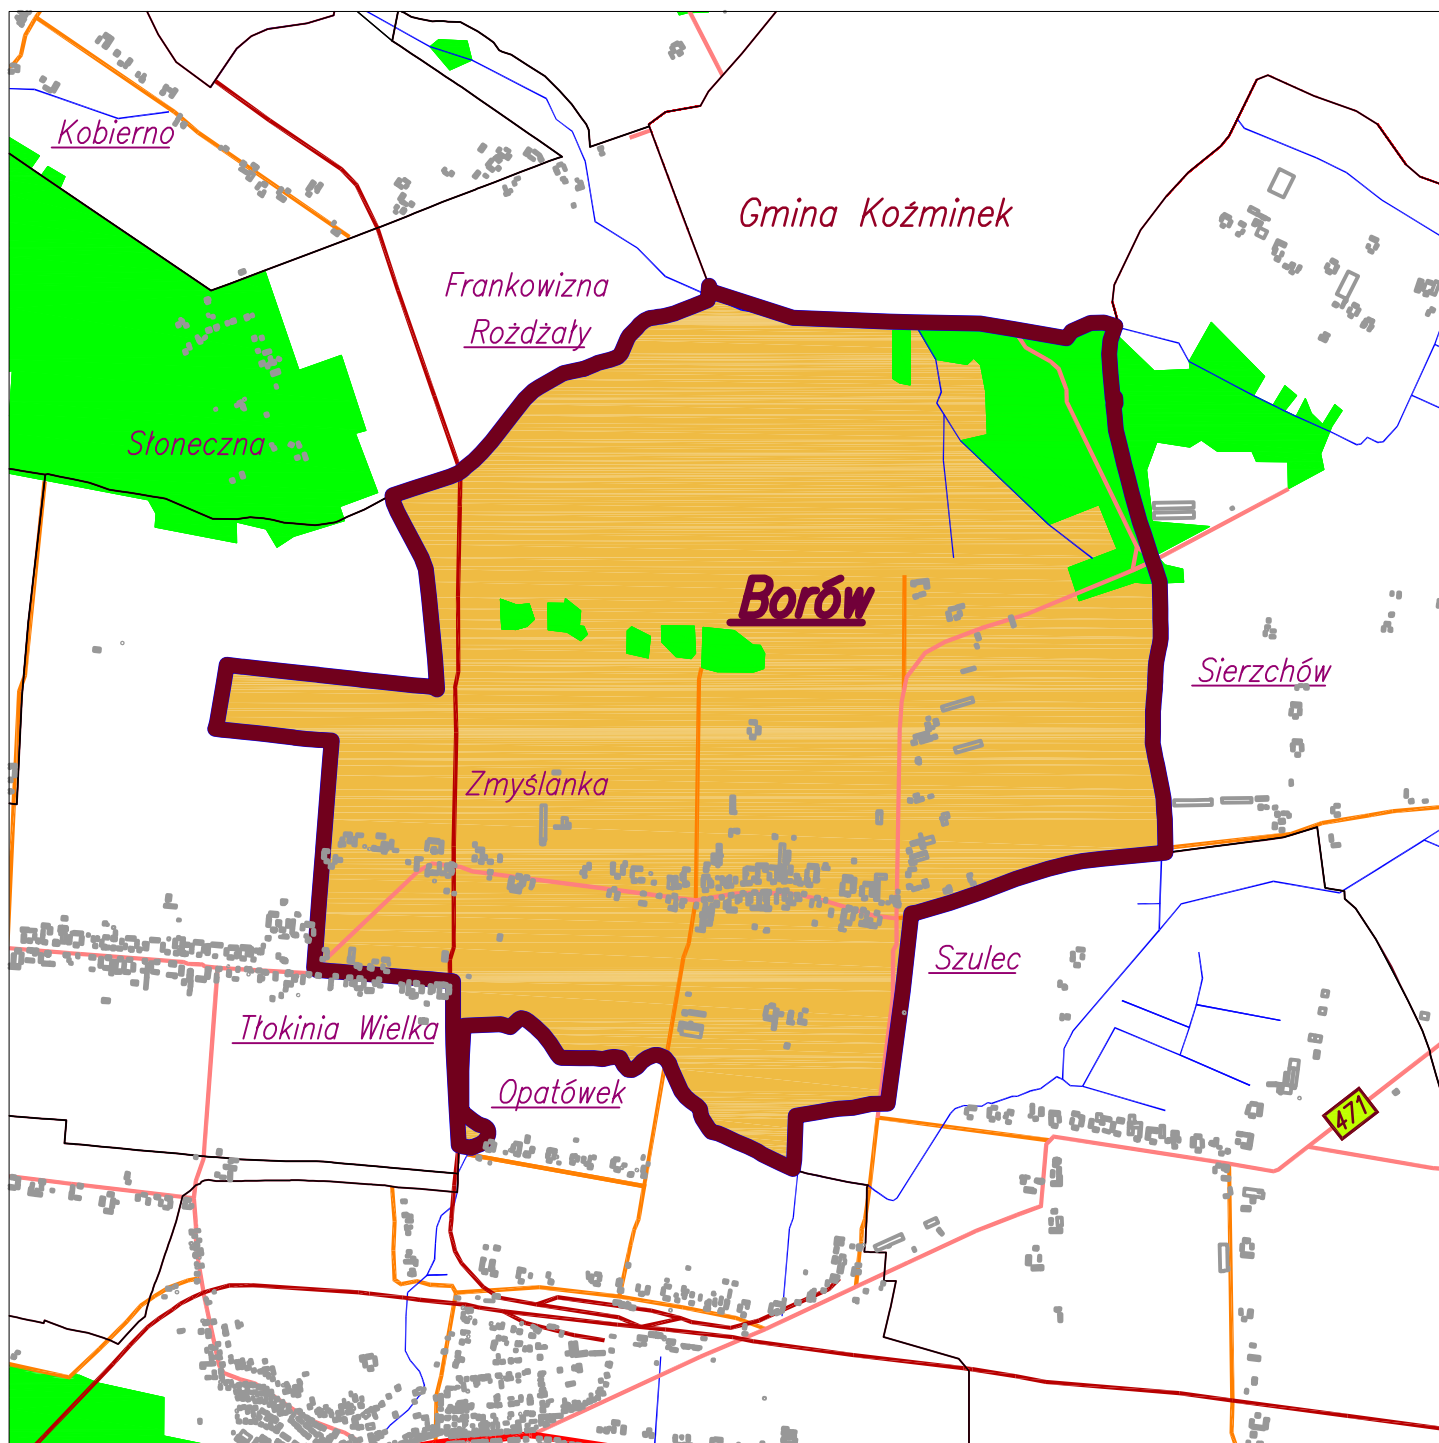 Kobierno
Gmina Koźminek
Frankowizna
Rożdżały
Słoneczna
Borów
Sierzchów
Zmyślanka
Szulec
Tłokinia Wielka
Opatówek
471